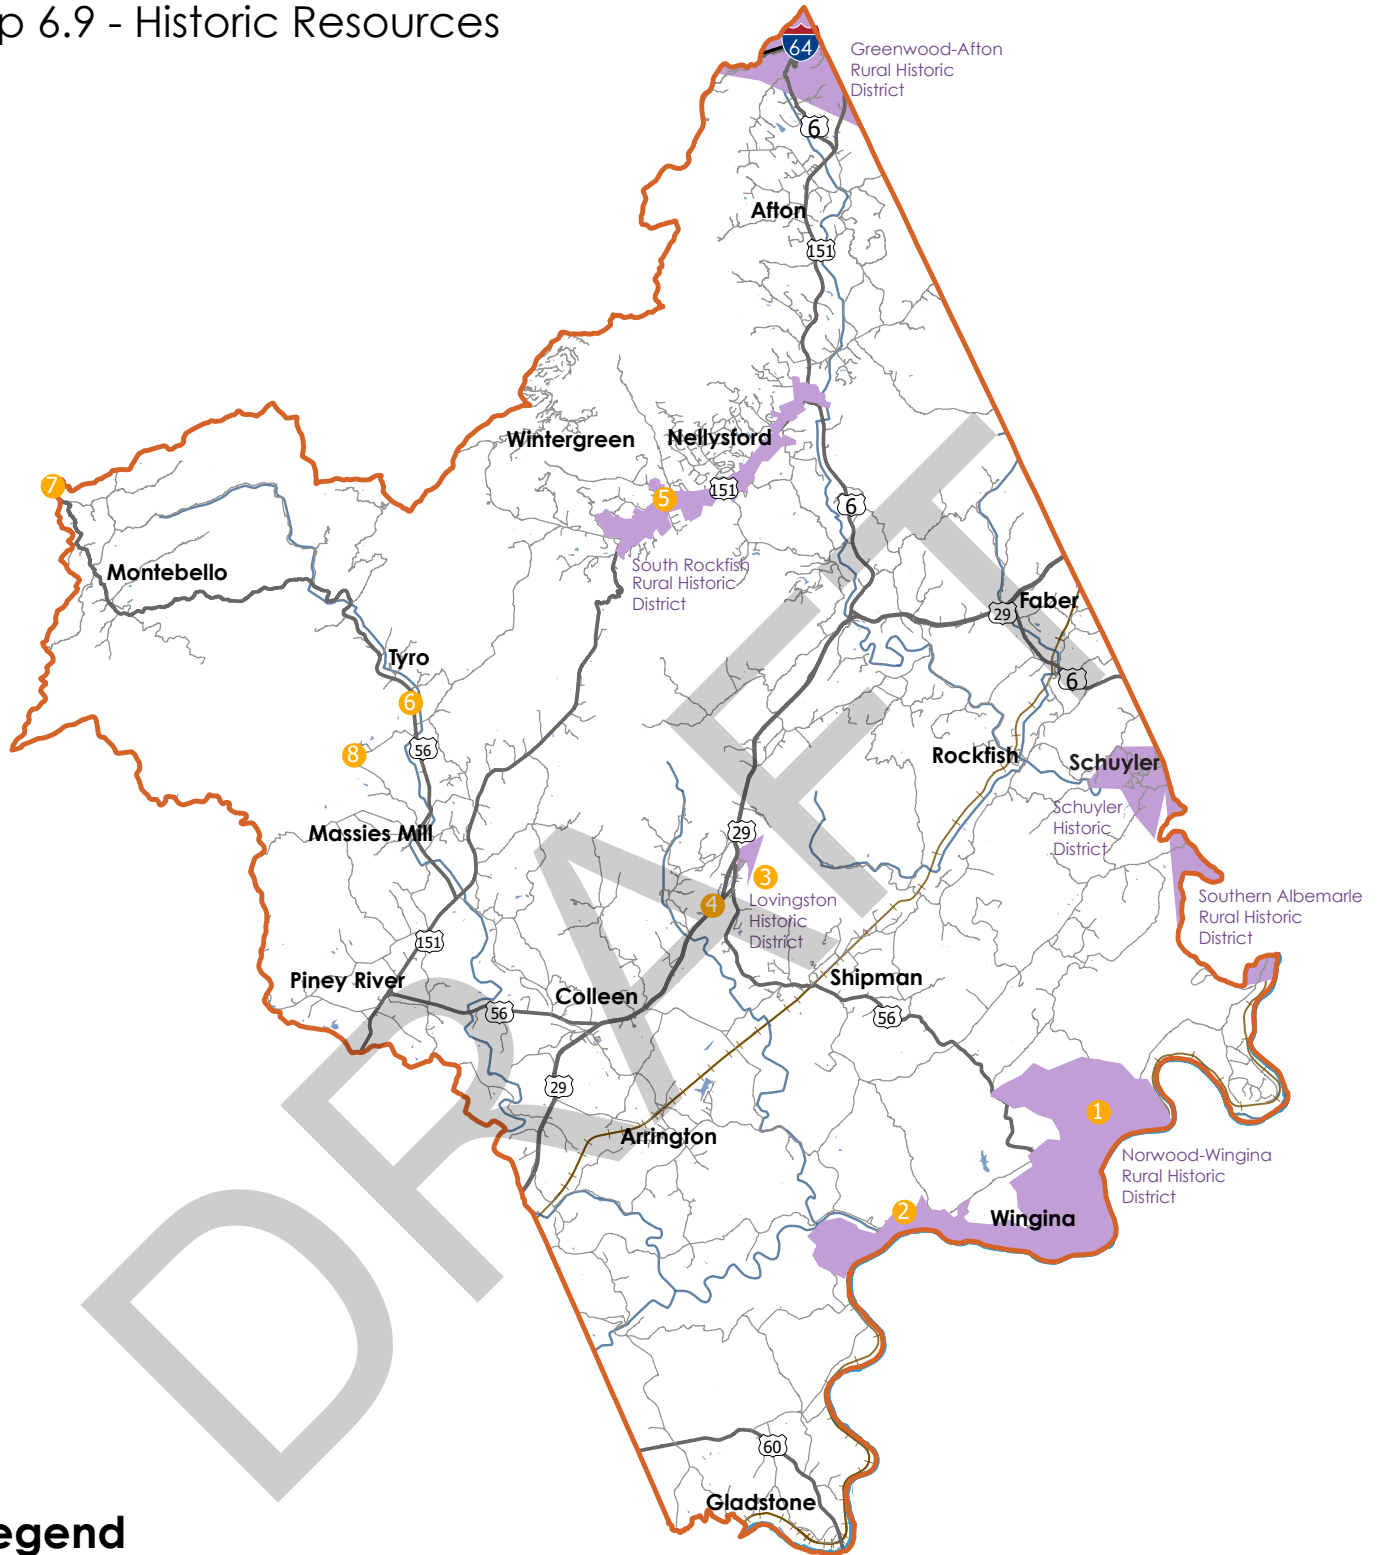 p 6.9 - Historic Resources
64
Greenwood-Afton
Rural Historic
District
6
Afton
151
Wintergreen
Nellysford
7
5
151
6
South Rockfish
Rural Historic
District
Montebello
29
Faber
Tyro
6
6
8
56
Rockfish
Schuyler
Schuyler
Historic
District
Massies Mill
29
3
4
Lovingston
Historic
District
Southern Albemarle
Rural Historic
District
151
Piney River
Shipman
Colleen
56
56
29
1
Arrington
Norwood-Wingina
Rural Historic
District
2
Wingina
60
Gladstone
egend
DRAFT